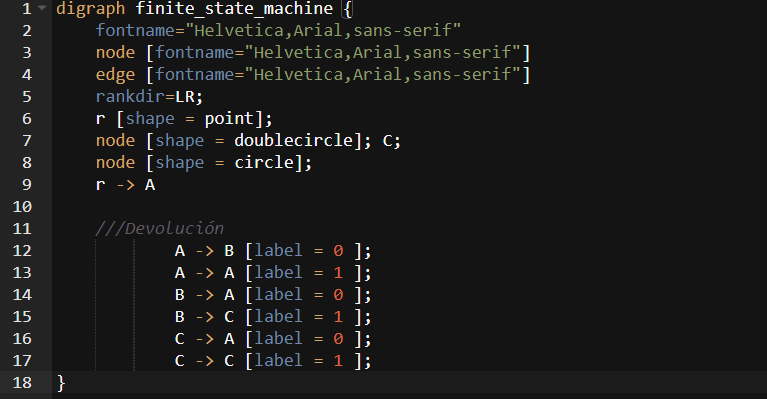 1 digraph finite_state_machine {
2 fontname="Helvetica,Arial,sans-serif"
3 node [fontname="Helvetica,Arial,sans-serif"]
4 edge [fontname="Helvetica,Arial,sans-serif"]
5 rankdir=LR;
6 r [shape = point];
7 node [shape = doublecircle]; C;
8 node [shape = circle];
9 r -> A
10
11 ///Devolución
12 A -> B [label = 0 ];
13 A -> A [label = 1 ];
14 B -> A [label = 0 ];
15 B -> C [label = 1 ];
16 C -> A [label = 0 ];
17 C -> C [label = 1 ];
18 }